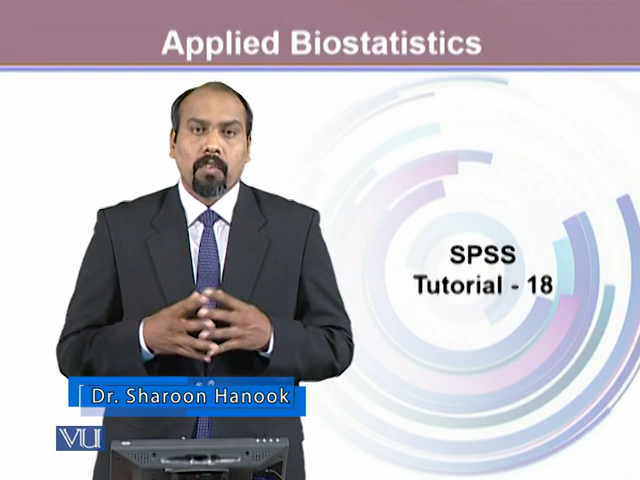 Applied Biostatistics
SPSS
Tutorial - 18
Dr. Sharoon Hanook
VU